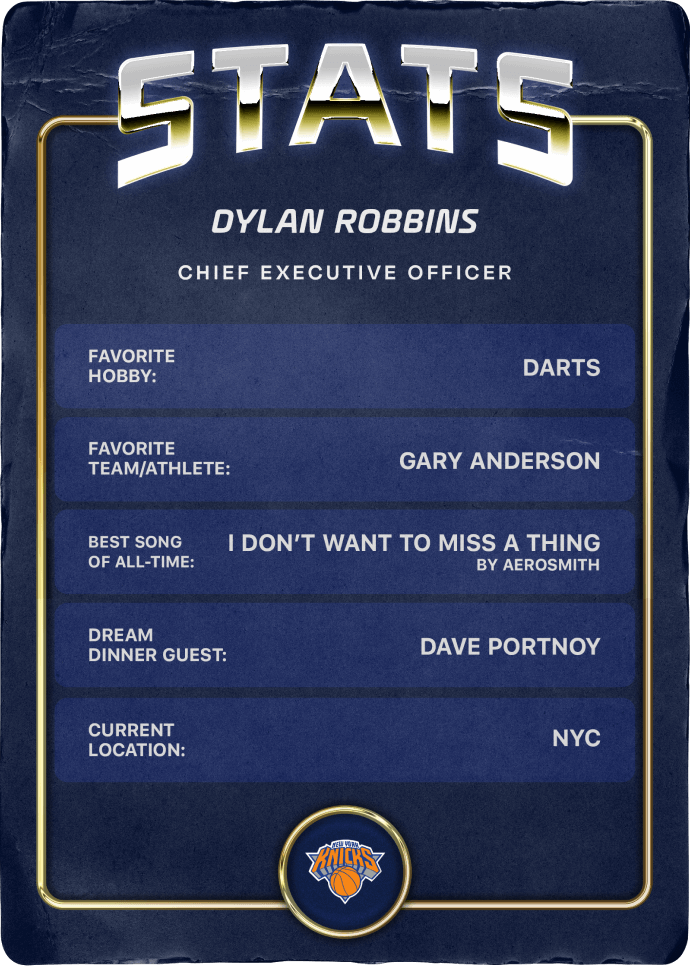 STATS
DYLAN ROBBINS
CHIEF EXECUTIVE OFFICER
FAVORITE
HOBBY:
DARTS
FAVORITE
TEAM/ATHLETE:
GARY ANDERSON
BEST SONG
OF ALL-TIME:
I DON’T WANT TO MISS A THING
BY AEROSMITH
DREAM
DINNER GUEST:
DAVE PORTNOY
CURRENT
LOCATION:
NYC
NEW YORK
KNICKS